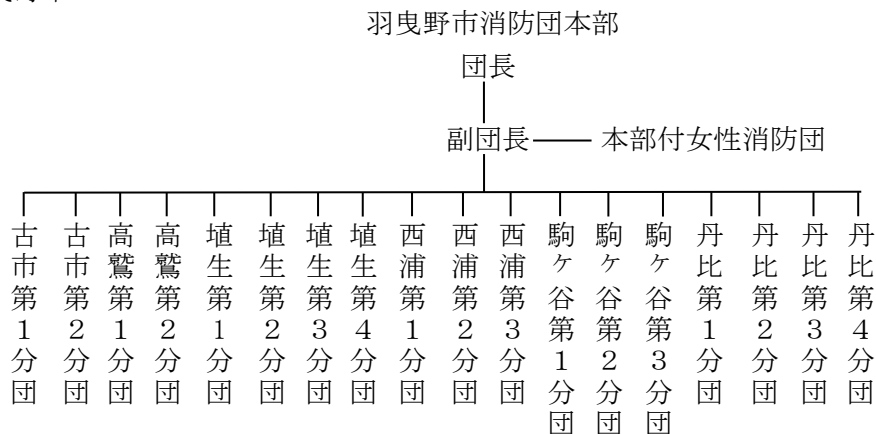 羽曳野市消防団本部
団長
副団長
本部付女性消防団
古市第1分団
古市第2分団
高鷲第1分団
高鷲第2分団
埴生第1分団
埴生第2分団
埴生第3分団
埴生第4分団
西浦第1分団
西浦第2分団
西浦第3分団
駒ケ谷第1分団
駒ケ谷第2分団
駒ケ谷第3分団
丹比第1分団
丹比第2分団
丹比第3分団
丹比第4分団